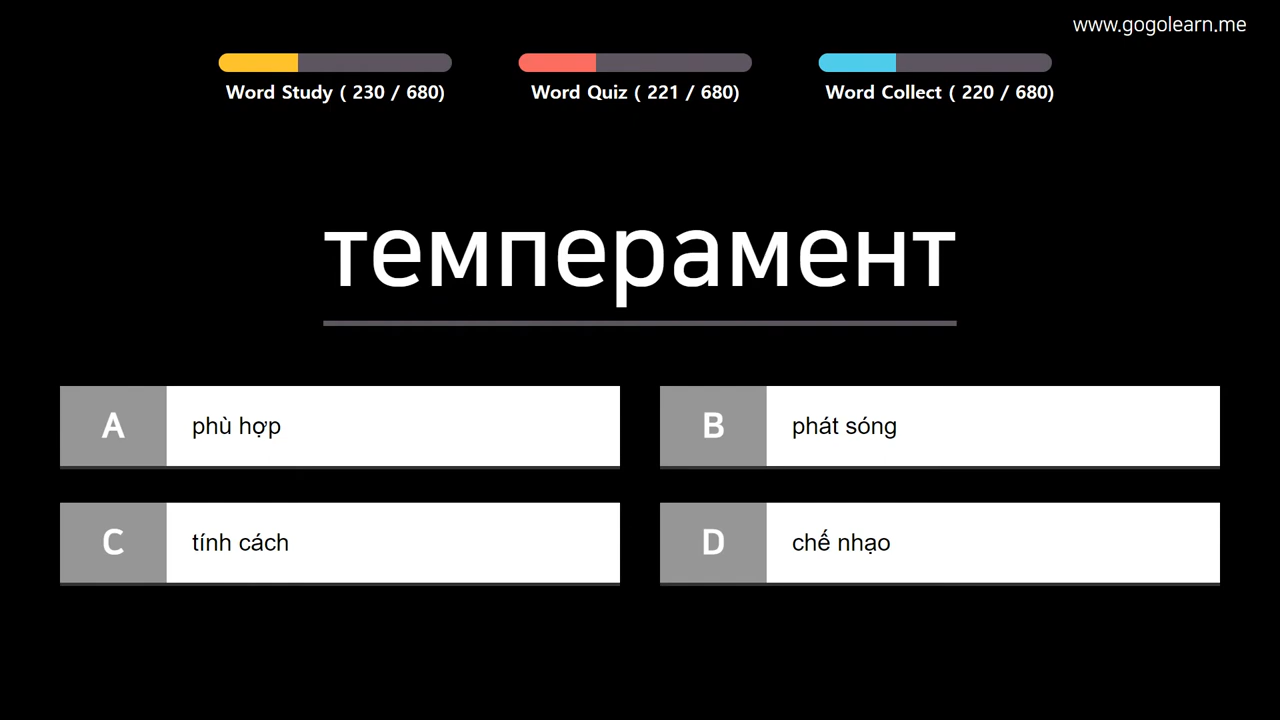 www.gogolearn.me
Word Study ( 230 / 680)
Word Quiz ( 221 / 680)
Word Collect ( 220 / 680)
темперамент
A phù hợp
B phát sóng
C tính cách
D chế nhạo